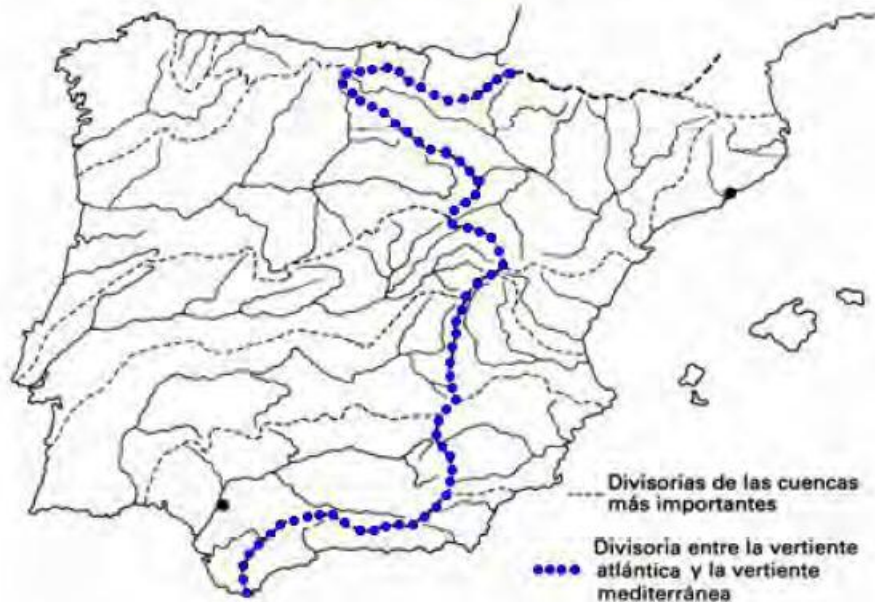 Divisorias de las cuencas
más importantes
Divisoria entre la vertiente
atlántica y la vertiente
mediterránea